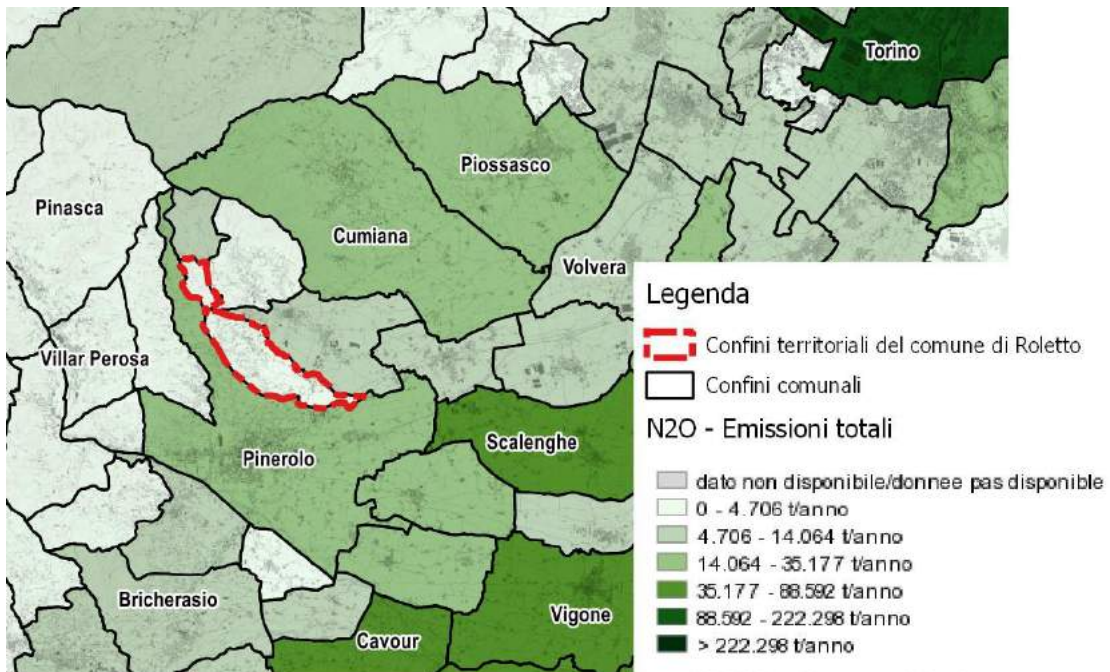 Torino
Piossasco
Pinasca
Cumiana
Volvera
Villar Perosa
Scalenghe
Pinerolo
Bricherasio
Vigone
Cavour
Legenda
Confini territoriali del comune di Roletto
Confini comunali
N2O - Emissioni totali
dato non disponibile/donnee pas disponible
0 - 4.706 t/anno
4.706 - 14.064 t/anno
14.064 - 35.177 t/anno
35.177 - 88.592 t/anno
88.592 - 222.298 t/anno
> 222.298 t/anno